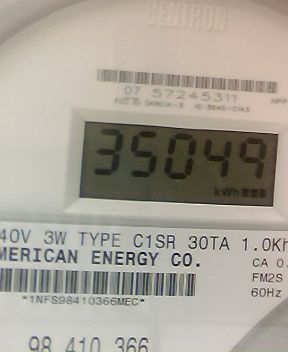 CENTRON®
07 57245311
35049
kWh
40V 3W TYPE C1SR 30TA 1.0Kh
MERICAN ENERGY CO.
CA 0.
FM2S
60Hz
*1NFS98410366MEC*
98 410 366